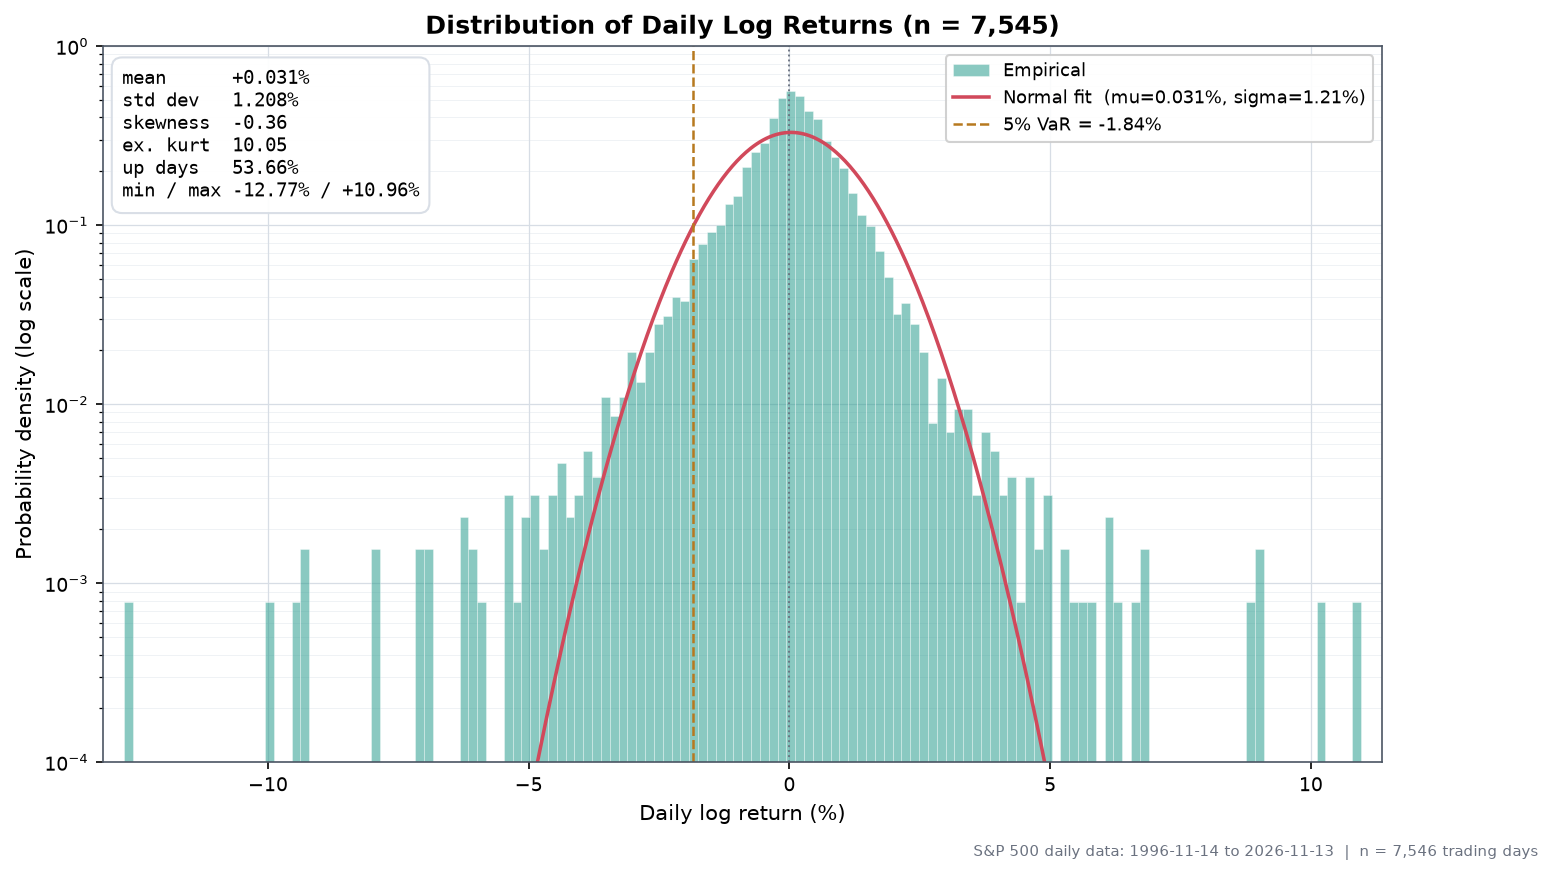 Distribution of Daily Log Returns (n = 7,545)
mean +0.031%
std dev 1.208%
skewness -0.36
ex. kurt 10.05
up days 53.66%
min / max -12.77% / +10.96%
Empirical
Normal fit (mu=0.031%, sigma=1.21%)
5% VaR = -1.84%
Probability density (log scale)
10⁰
10⁻¹
10⁻²
10⁻³
10⁻⁴
−10 −5 0 5 10
Daily log return (%)
S&P 500 daily data: 1996-11-14 to 2026-11-13 | n = 7,546 trading days